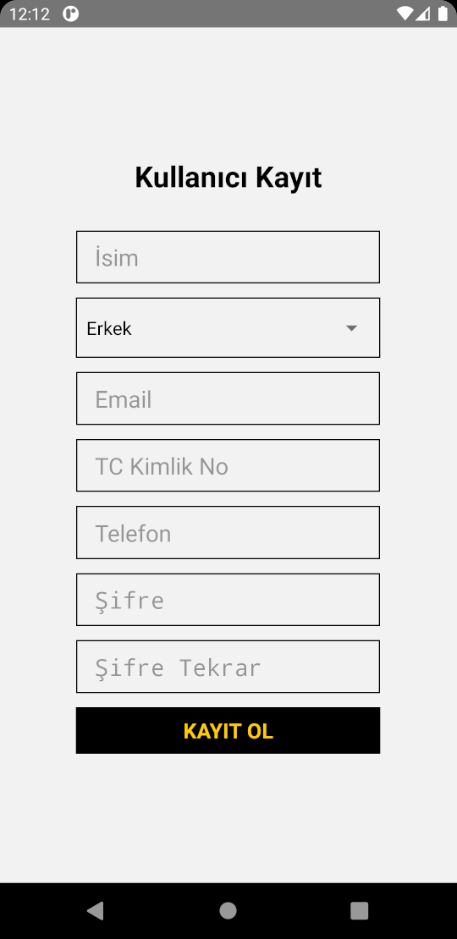 12:12
Kullanıcı Kayıt
İsim
Erkek
Email
TC Kimlik No
Telefon
Şifre
Şifre Tekrar
KAYIT OL